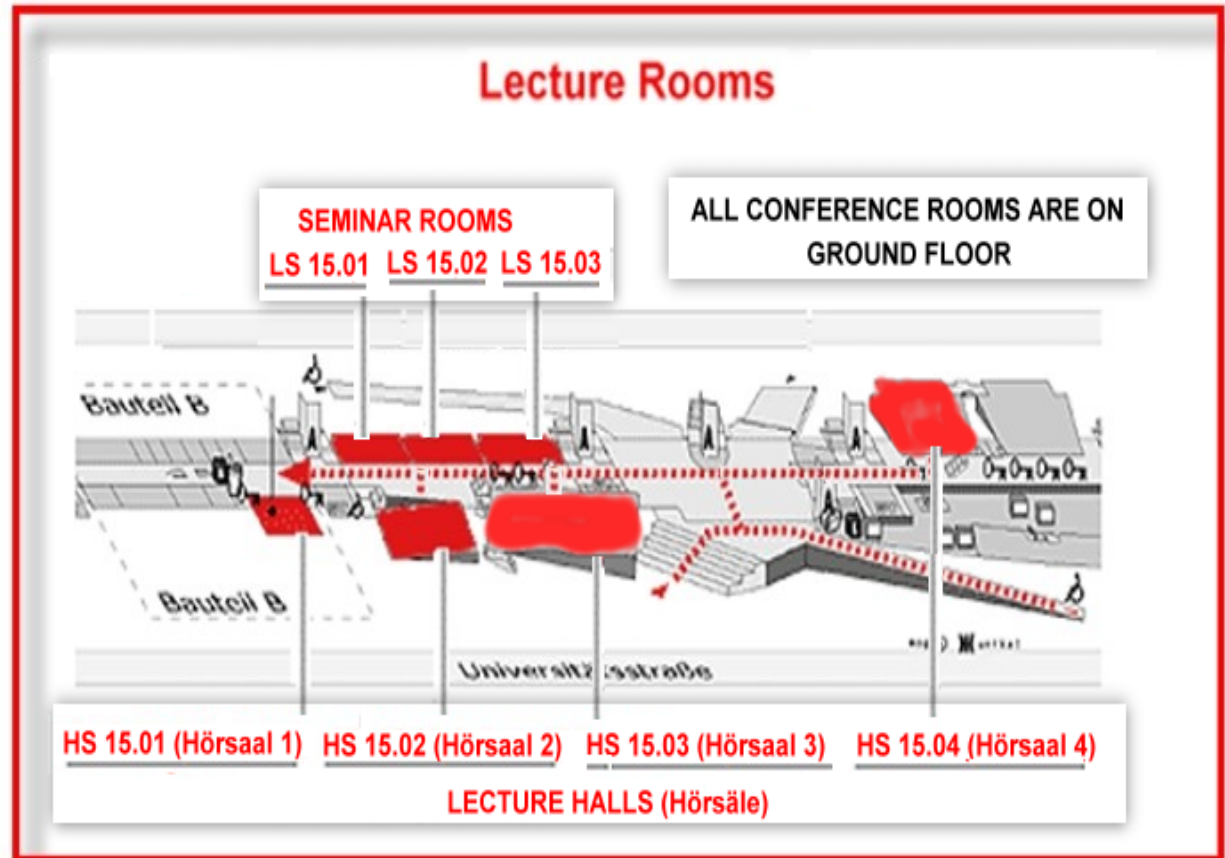 Lecture Rooms
SEMINAR ROOMS
LS 15.01 LS 15.02 LS 15.03
ALL CONFERENCE ROOMS ARE ON
GROUND FLOOR
Bauteil B
A
A
A
A
A
Bauteil B
Universitätsstraße
HS 15.01 (Hörsaal 1) HS 15.02 (Hörsaal 2) HS 15.03 (Hörsaal 3) HS 15.04 (Hörsaal 4)
LECTURE HALLS (Hörsäle)